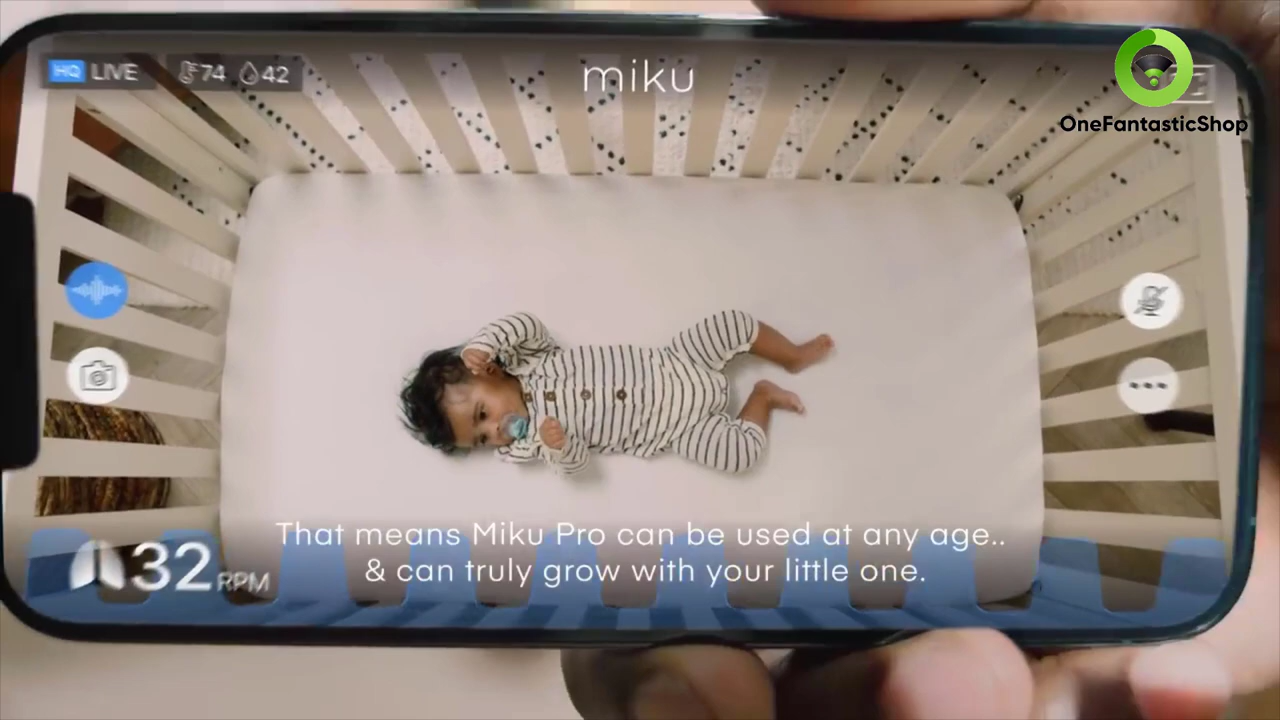 HQ LIVE 74 42
miku
OneFantasticShop
That means Miku Pro can be used at any age..
& can truly grow with your little one.
32 RPM